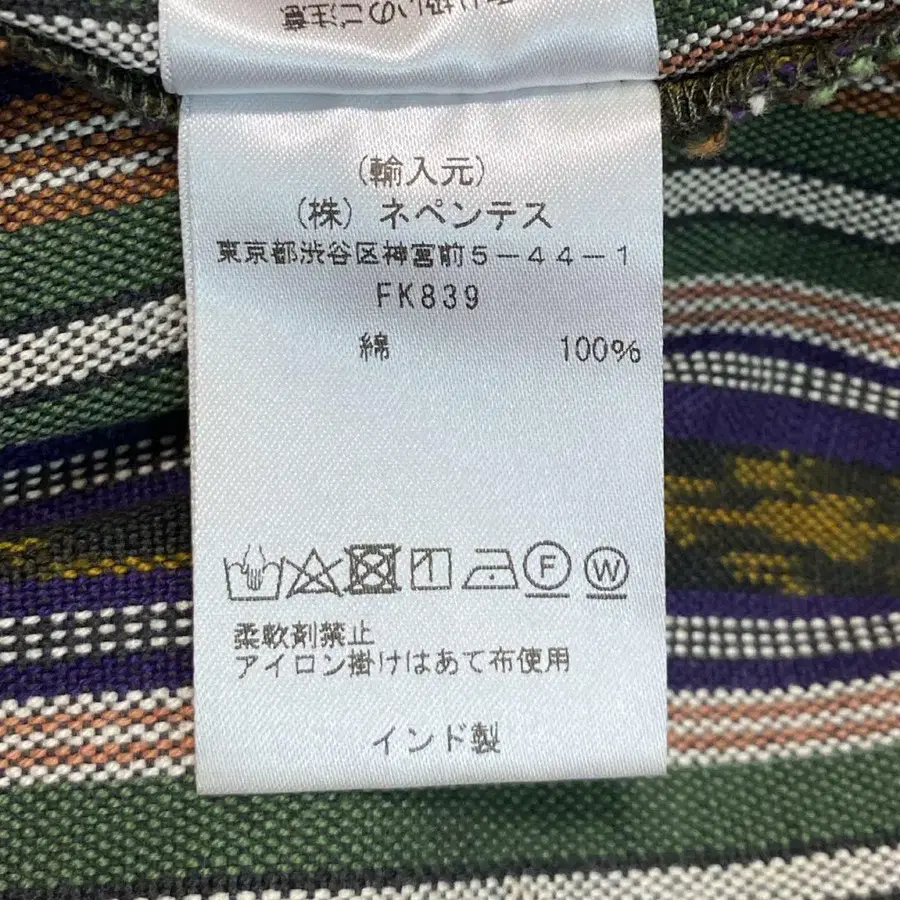 (輸入元)
(株) ネペンテス
東京都渋谷区神宮前5-44-1
FK839
綿 100%
F W
柔軟剤禁止
アイロン掛けはあて布使用
インド製